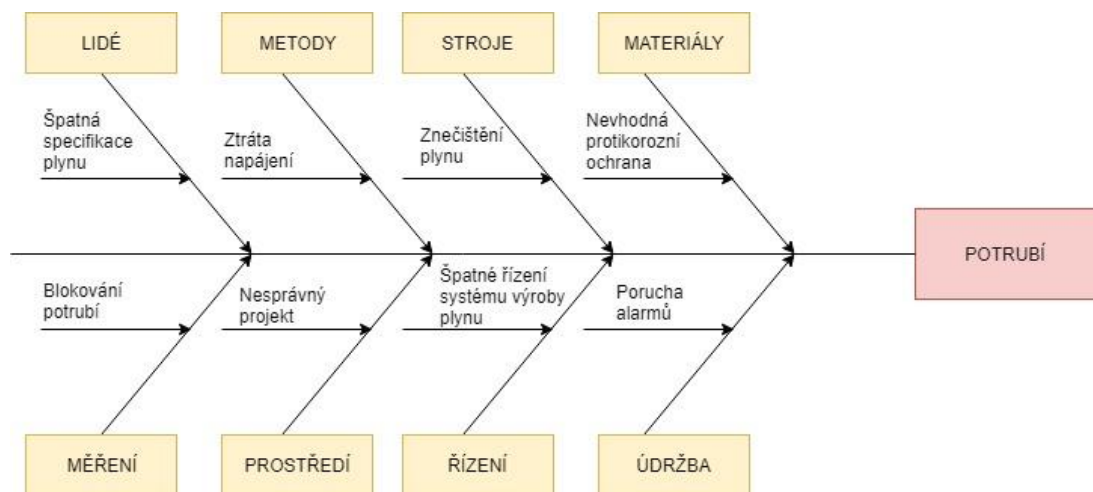 LIDÉ
METODY
STROJE
MATERIÁLY
Špatná
specifikace
plynu
Ztráta
napájení
Znečištění
plynu
Nevhodná
protikorozní
ochrana
POTRUBÍ
Blokování
potrubí
Nesprávný
projekt
Špatné řízení
systému výroby
plynu
Porucha
alarmů
MĚŘENÍ
PROSTŘEDÍ
ŘÍZENÍ
ÚDRŽBA